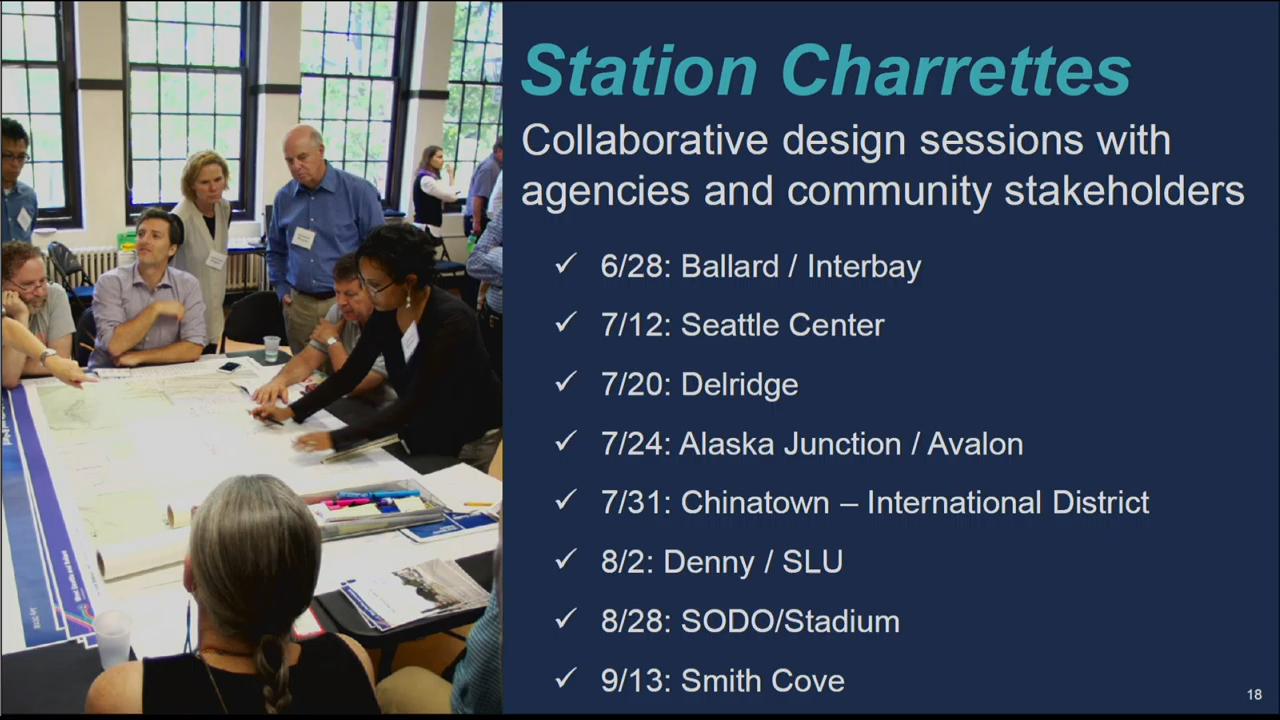 Station Charrettes
Collaborative design sessions with
agencies and community stakeholders
✓ 6/28: Ballard / Interbay
✓ 7/12: Seattle Center
✓ 7/20: Delridge
✓ 7/24: Alaska Junction / Avalon
✓ 7/31: Chinatown – International District
✓ 8/2: Denny / SLU
✓ 8/28: SODO/Stadium
✓ 9/13: Smith Cove
18